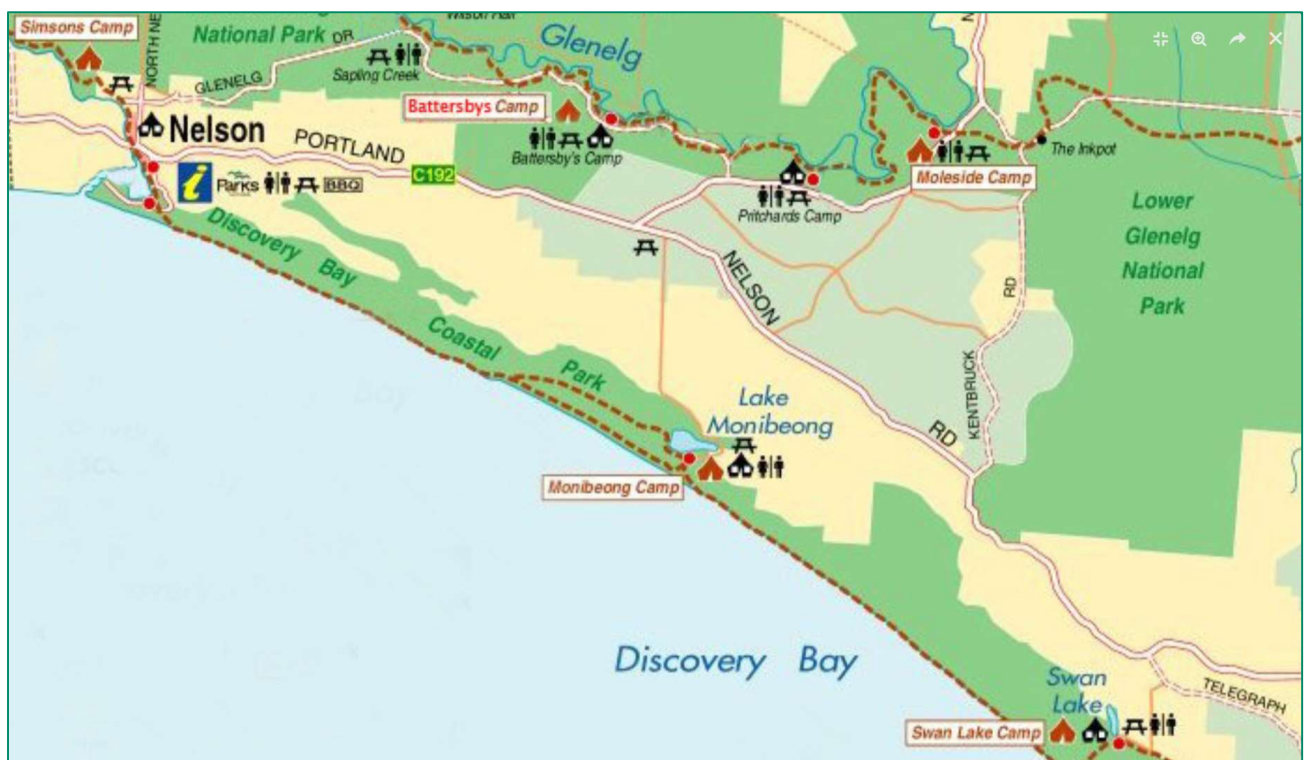 Simsons Camp
NORTH NE
National Park
DR
Wilson Hall
Glenelg
N
GLENELG
Sapling Creek
Battersbys Camp
Battersby's Camp
Nelson
PORTLAND
C192
i
Parks
BBQ
The Inkpot
Moleside Camp
Pritchards Camp
Lower
Glenelg
National
Park
Discovery Bay
Coastal Park
NELSON
RD
RD
KENTBRUCK
Lake
Monibeong
Monibeong Camp
Discovery Bay
Swan
Lake
Swan Lake Camp
TELEGRAPH